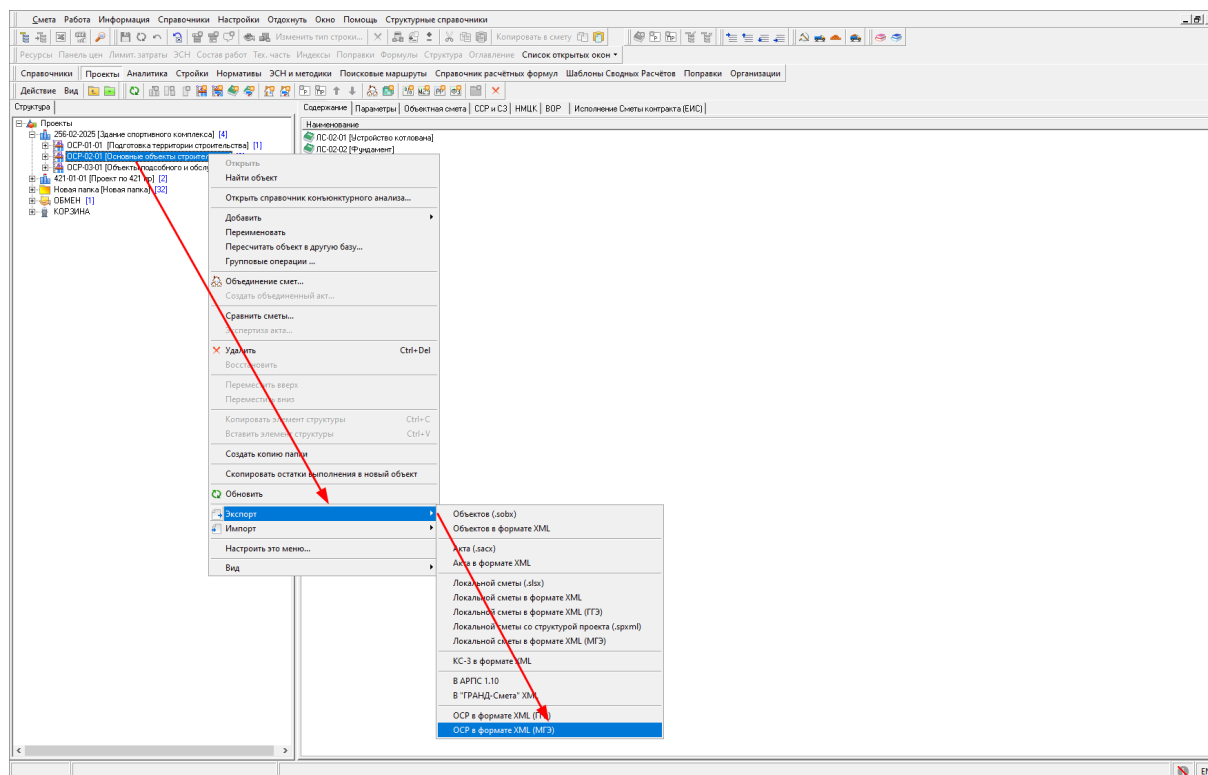 Смета Работа Информация Справочники Настройки Отдохнуть Окно Помощь Структурные справочники
Изменить тип строки... Копировать в смету
Ресурсы Панель цен Лимит. затраты ЭСН Состав работ Тех. часть Индексы Поправки Формулы Структура Оглавление Список открытых окон
Справочники Проекты Аналитика Стройки Нормативы ЭСН и методики Поисковые маршруты Справочник расчётных формул Шаблоны Сводных Расчётов Поправки Организации
Действие Вид
Структура
Содержание Параметры Объектная смета ССР и СЗ НМЦК ВОР Исполнение Сметы контракта (ЕИС)
Проекты
256-02-2025 [Здание спортивного комплекса] [4]
ОСР-01-01 [Подготовка территории строительства] [1]
ОСР-02-01 [Основные объекты строител
ОСР-03-01 [Объекты подсобного и обслу
421-01-01 [Проект по 421 пр] [2]
Новая папка [Новая папка] [32]
ОБМЕН [1]
КОРЗИНА
Наименование
ЛС-02-01 [Устройство котлована]
ЛС-02-02 [Фундамент]
Открыть
Найти объект
Открыть справочник конъюнктурного анализа...
Добавить
Переименовать
Пересчитать объект в другую базу...
Групповые операции ...
Объединение смет...
Создать объединенный акт...
Сравнить сметы...
Экспертиза акта...
Удалить Ctrl+Del
Восстановить
Переместить вверх
Переместить вниз
Копировать элемент структуры Ctrl+C
Вставить элемент структуры Ctrl+V
Создать копию папки
Скопировать остатки выполнения в новый объект
Обновить
Экспорт
Импорт
Настроить это меню...
Вид
Объектов (.sobx)
Объектов в формате XML
Акта (.sacx)
Акта в формате XML
Локальной сметы (.slsx)
Локальной сметы в формате XML
Локальной сметы в формате XML (ГГЭ)
Локальной сметы со структурой проекта (.spxml)
Локальной сметы в формате XML (МГЭ)
КС-3 в формате XML
В АРПС 1.10
В "ГРАНД-Смета" XML
ОСР в формате XML (ГГЭ)
ОСР в формате XML (МГЭ)